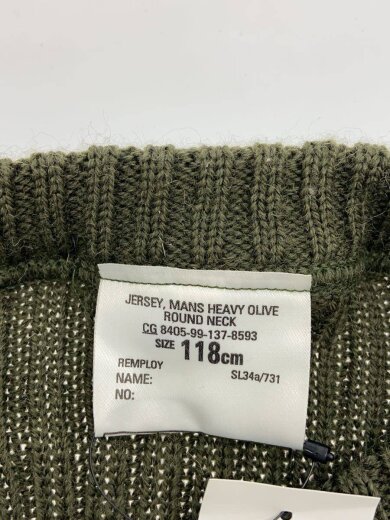 JERSEY, MANS HEAVY OLIVE
ROUND NECK
CG 8405-99-137-8593
SIZE 118cm
REMPLOY SL34a/731
NAME:
NO: